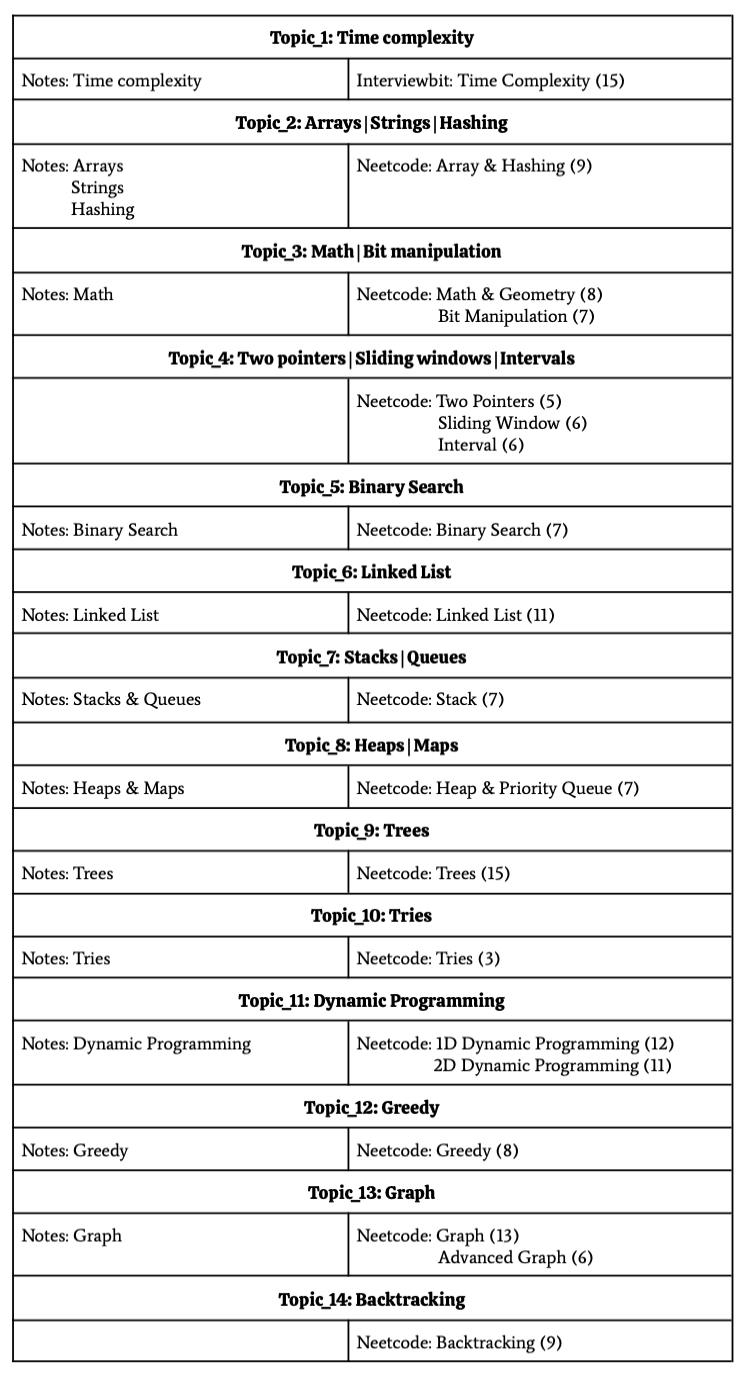 Topic_1: Time complexity
Notes: Time complexity
Interviewbit: Time Complexity (15)
Topic_2: Arrays|Strings|Hashing
Notes: Arrays
Strings
Hashing
Neetcode: Array & Hashing (9)
Topic_3: Math|Bit manipulation
Notes: Math
Neetcode: Math & Geometry (8)
Bit Manipulation (7)
Topic_4: Two pointers|Sliding windows|Intervals
Neetcode: Two Pointers (5)
Sliding Window (6)
Interval (6)
Topic_5: Binary Search
Notes: Binary Search
Neetcode: Binary Search (7)
Topic_6: Linked List
Notes: Linked List
Neetcode: Linked List (11)
Topic_7: Stacks|Queues
Notes: Stacks & Queues
Neetcode: Stack (7)
Topic_8: Heaps|Maps
Notes: Heaps & Maps
Neetcode: Heap & Priority Queue (7)
Topic_9: Trees
Notes: Trees
Neetcode: Trees (15)
Topic_10: Tries
Notes: Tries
Neetcode: Tries (3)
Topic_11: Dynamic Programming
Notes: Dynamic Programming
Neetcode: 1D Dynamic Programming (12)
2D Dynamic Programming (11)
Topic_12: Greedy
Notes: Greedy
Neetcode: Greedy (8)
Topic_13: Graph
Notes: Graph
Neetcode: Graph (13)
Advanced Graph (6)
Topic_14: Backtracking
Neetcode: Backtracking (9)